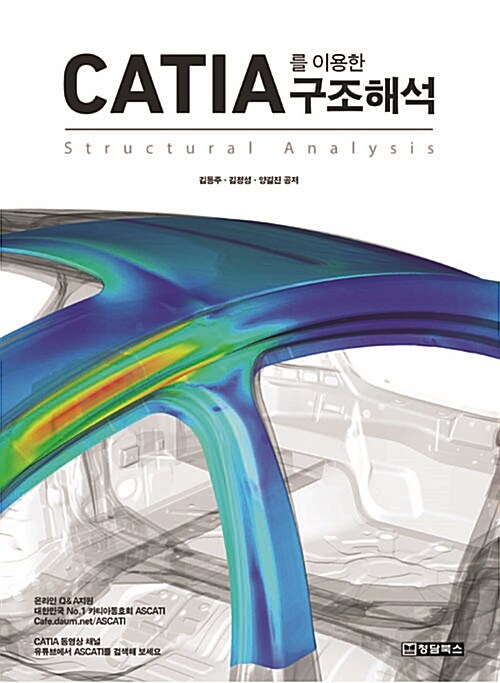 CATIA를 이용한
구조해석
Structural Analysis
김동주 · 김정성 · 양길진 공저
온라인 Q&A지원
대한민국 No.1 카티아동호회 ASCATI
Cafe.daum.net/ASCATI
CATIA 동영상 채널
유튜브에서 ASCATI를 검색해 보세요
정담북스